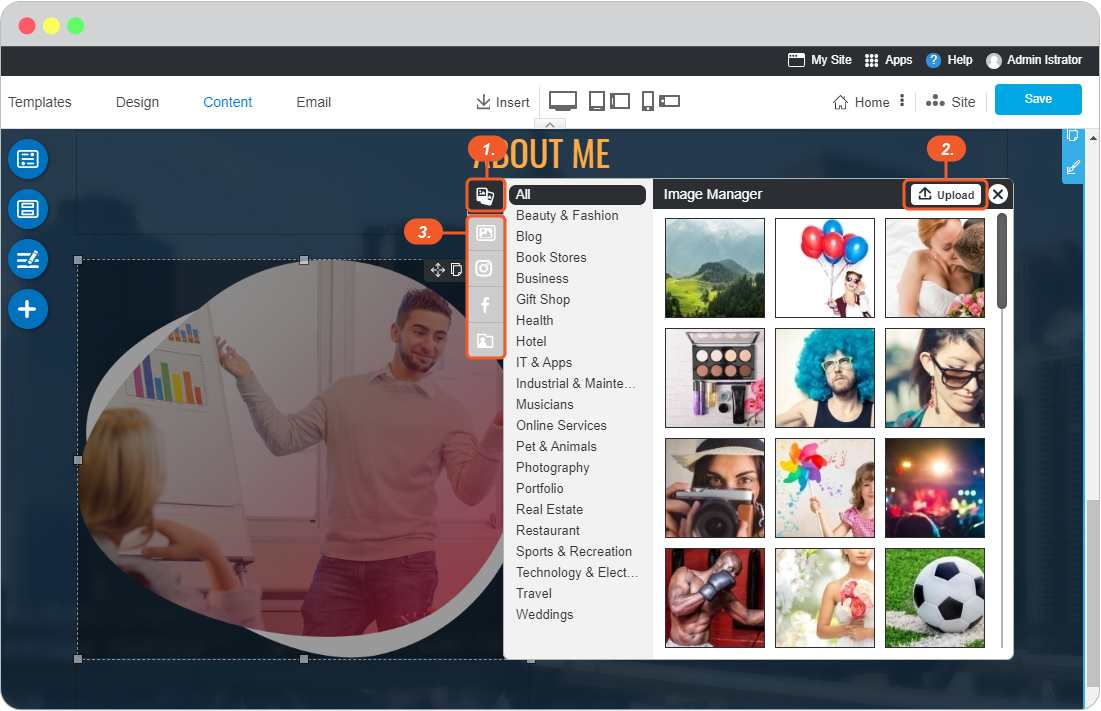 My Site
Apps
? Help
Admin Istrator
Templates
Design
Content
Email
Insert
Home
Site
Save
ABOUT ME
1.
2.
3.
All
Beauty & Fashion
Blog
Book Stores
Business
Gift Shop
Health
Hotel
IT & Apps
Industrial & Mainte...
Musicians
Online Services
Pet & Animals
Photography
Portfolio
Real Estate
Restaurant
Sports & Recreation
Technology & Elect...
Travel
Weddings
Image Manager
Upload